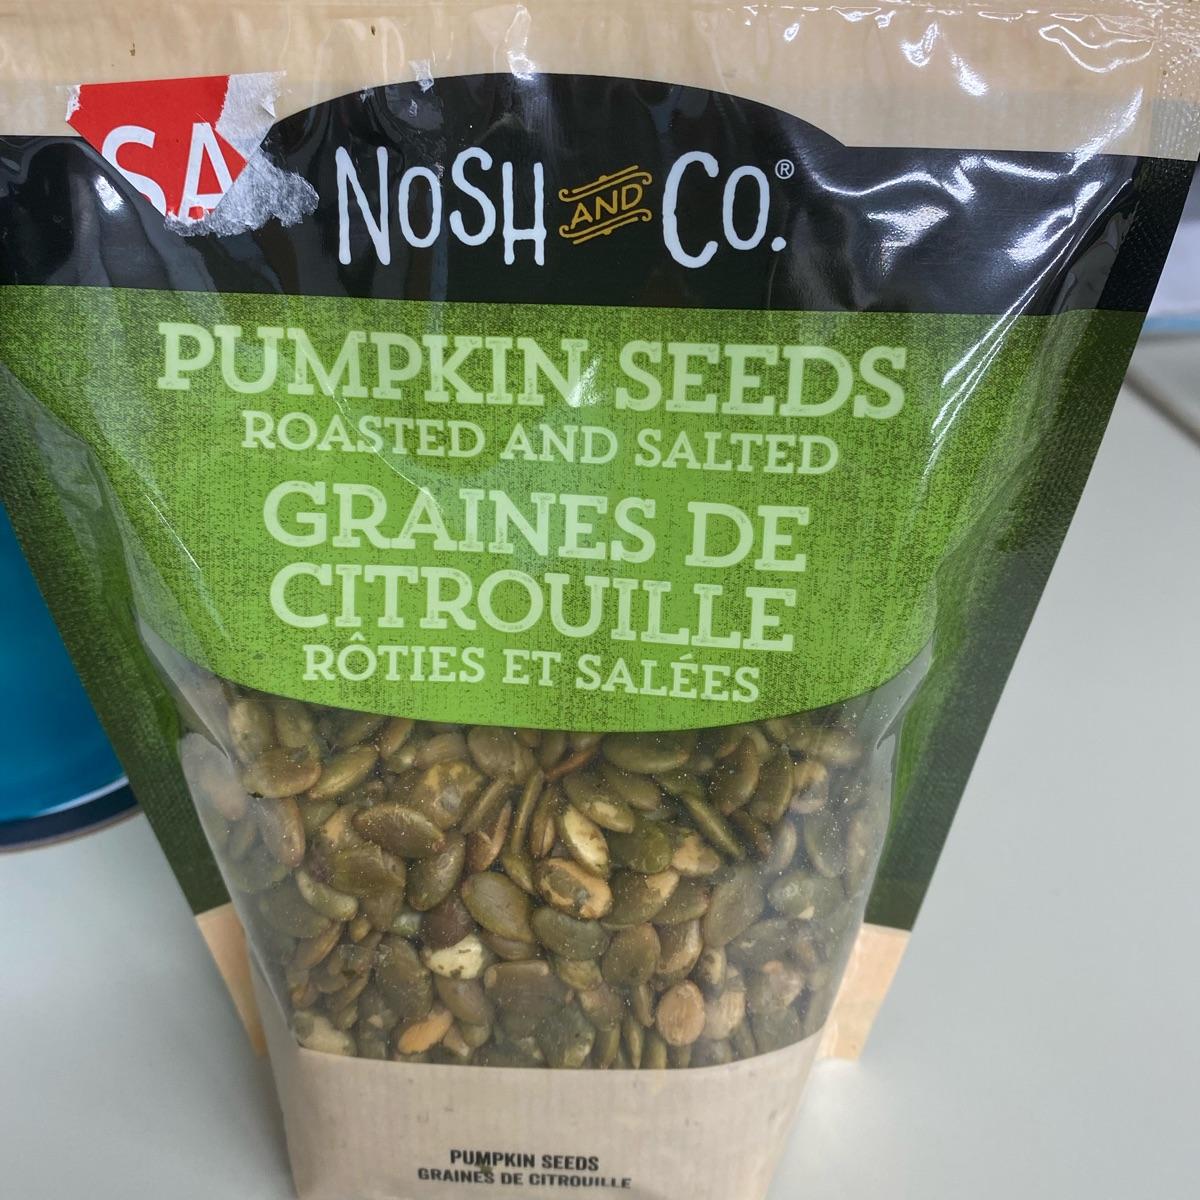 SA
NOSH AND CO.®
PUMPKIN SEEDS
ROASTED AND SALTED
GRAINES DE
CITROUILLE
RÔTIES ET SALÉES
PUMPKIN SEEDS
GRAINES DE CITROUILLE